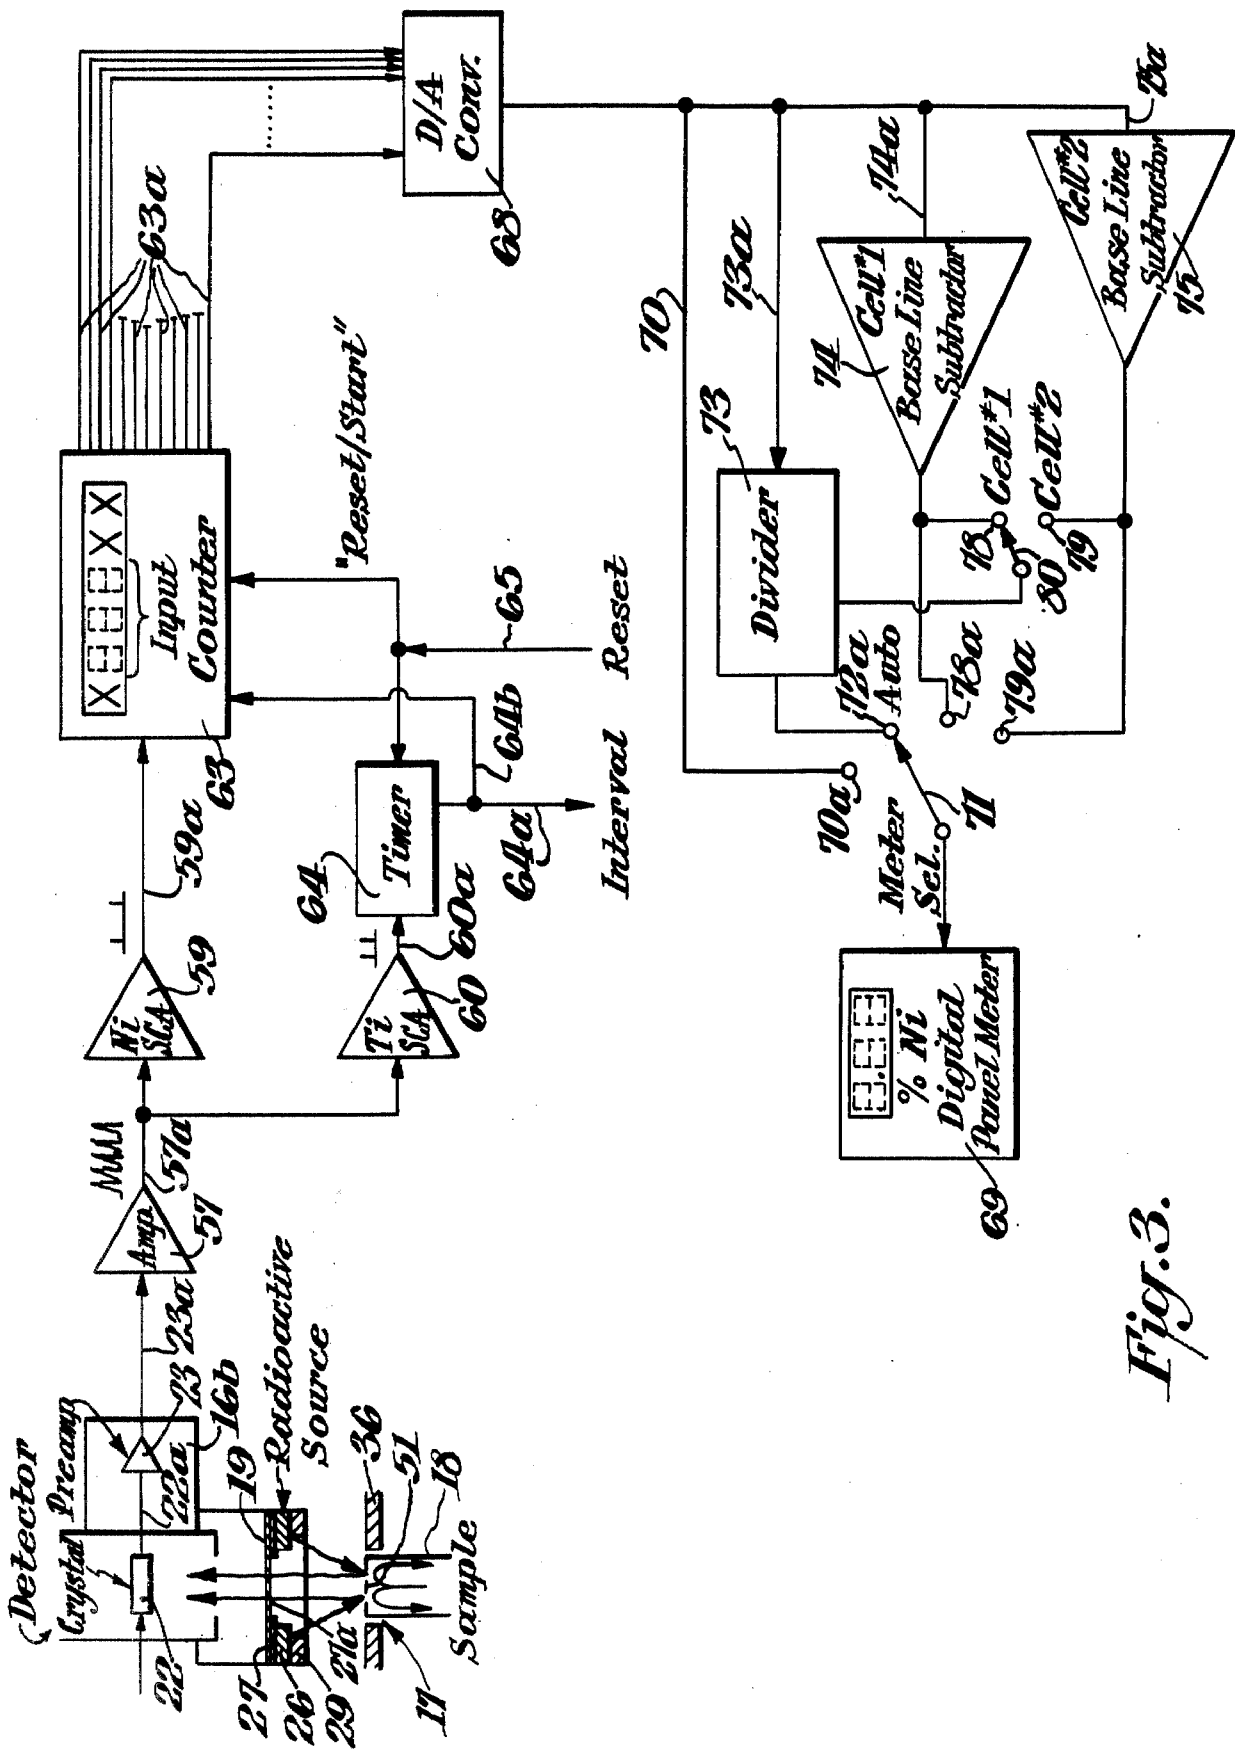 Detector
Crystal
Preamp
22
22a
23
16b
23a
Amp.
57
57a
Ni
SCA
59
59a
Ti
SCA
60
60a
Timer
64
64a
64b
Interval
Reset
65
"Reset/Start"
X X X
Input
Counter
63
63a
D/A
Conv.
68
27
26
29
27a
19
Radioactive
Source
36
51
18
17
Sample
70
73a
74a
75a
73
Divider
74
Cell #1
Base Line
Subtractor
Cell #2
Base Line
Subtractor
75
Cell #1
78
Cell #2
79
80
72a
Auto
78a
79a
70a
Meter
Sel.
71
% Ni
Digital
Panel Meter
69
Fig. 3.